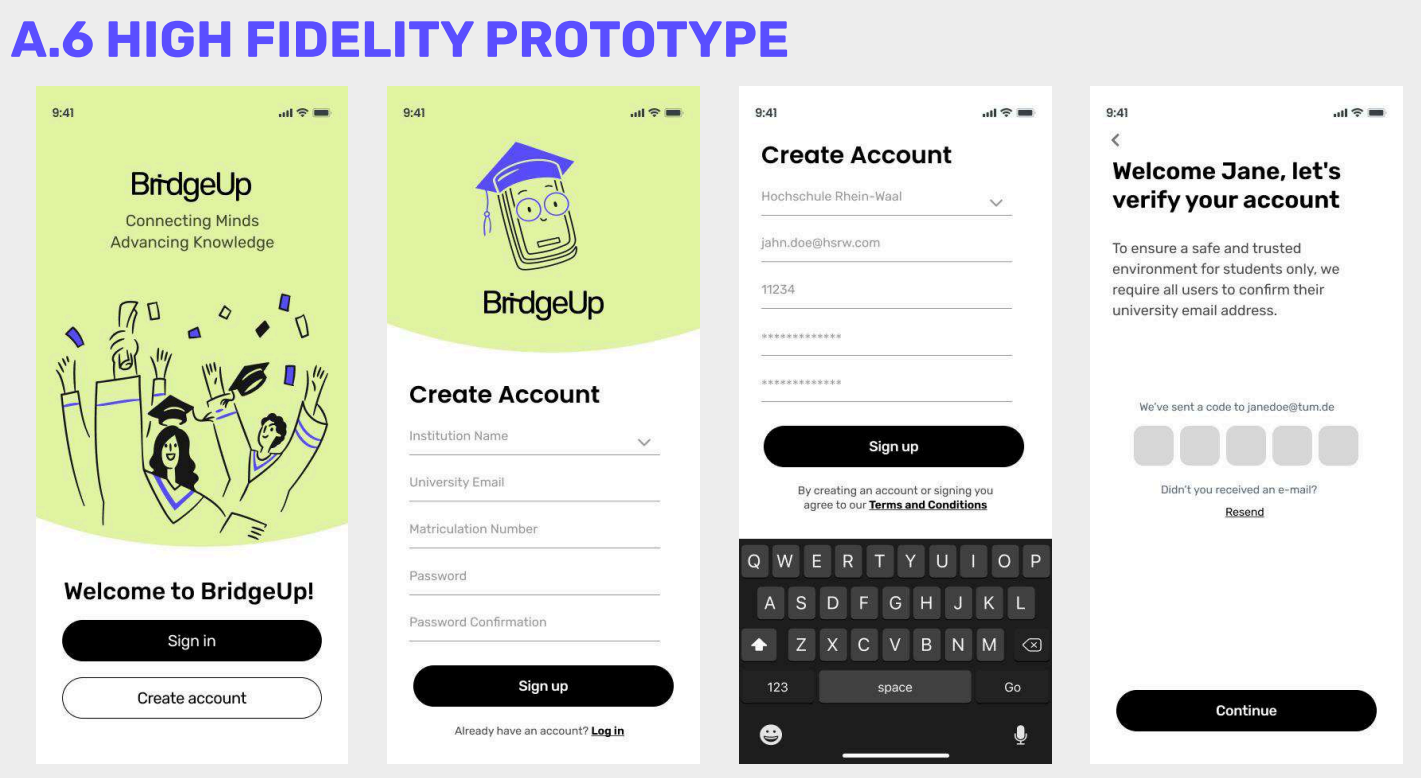 A.6 HIGH FIDELITY PROTOTYPE
9:41
BridgeUp
Connecting Minds
Advancing Knowledge
Welcome to BridgeUp!
Sign in
Create account
9:41
BridgeUp
Create Account
Institution Name
University Email
Matriculation Number
Password
Password Confirmation
Sign up
Already have an account? Log in
9:41
Create Account
Hochschule Rhein-Waal
jahn.doe@hsrw.com
11234
*************
*************
Sign up
By creating an account or signing you
agree to our Terms and Conditions
Q W E R T Y U I O P
A S D F G H J K L
Z X C V B N M
123 space Go
9:41
Welcome Jane, let's
verify your account
To ensure a safe and trusted
environment for students only, we
require all users to confirm their
university email address.
We've sent a code to janedoe@tum.de
Didn't you received an e-mail?
Resend
Continue